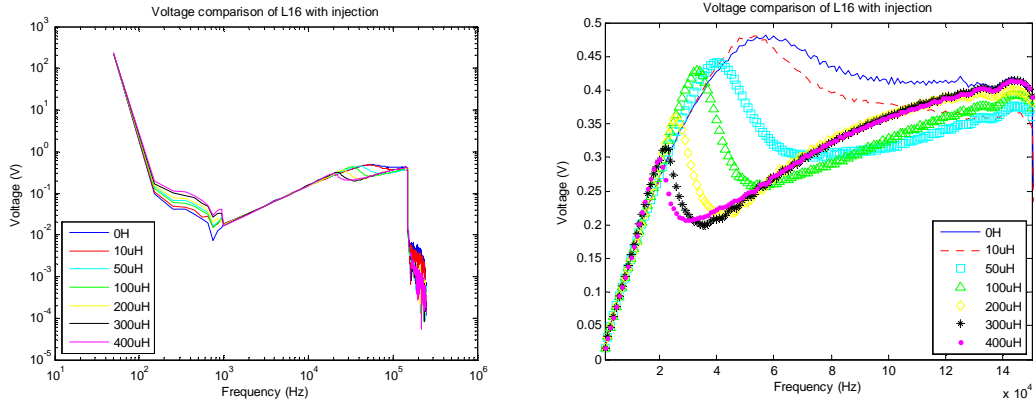 Voltage comparison of L16 with injection
10^3
10^2
10^1
10^0
10^-1
10^-2
10^-3
10^-4
10^-5
Voltage (V)
0H
10uH
50uH
100uH
200uH
300uH
400uH
10^1
10^2
10^3
10^4
10^5
10^6
Frequency (Hz)
Voltage comparison of L16 with injection
0.5
0.45
0.4
0.35
0.3
0.25
0.2
0.15
0.1
0.05
0
Voltage (V)
0H
10uH
50uH
100uH
200uH
300uH
400uH
2
4
6
8
10
12
14
Frequency (Hz)
x 10^4